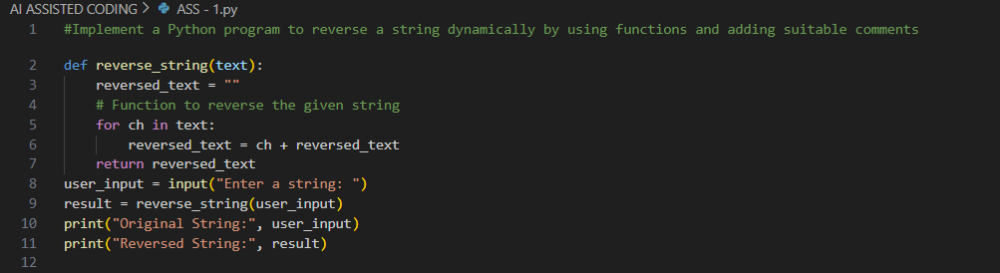 AI ASSISTED CODING > ASS - 1.py
1 #Implement a Python program to reverse a string dynamically by using functions and adding suitable comments
2 def reverse_string(text):
3     reversed_text = ""
4     # Function to reverse the given string
5     for ch in text:
6         reversed_text = ch + reversed_text
7     return reversed_text
8 user_input = input("Enter a string: ")
9 result = reverse_string(user_input)
10 print("Original String:", user_input)
11 print("Reversed String:", result)
12